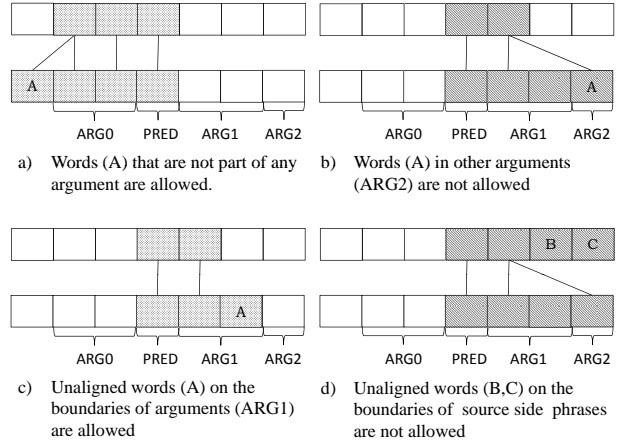 A
ARG0 PRED ARG1 ARG2
a) Words (A) that are not part of any
argument are allowed.
A
ARG0 PRED ARG1 ARG2
b) Words (A) in other arguments
(ARG2) are not allowed
A
ARG0 PRED ARG1 ARG2
c) Unaligned words (A) on the
boundaries of arguments (ARG1)
are allowed
B C
ARG0 PRED ARG1 ARG2
d) Unaligned words (B,C) on the
boundaries of source side phrases
are not allowed